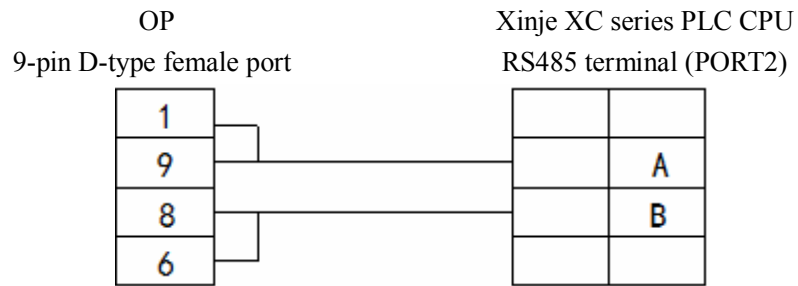 OP
9-pin D-type female port
Xinje XC series PLC CPU
RS485 terminal (PORT2)
1
9
A
8
B
6